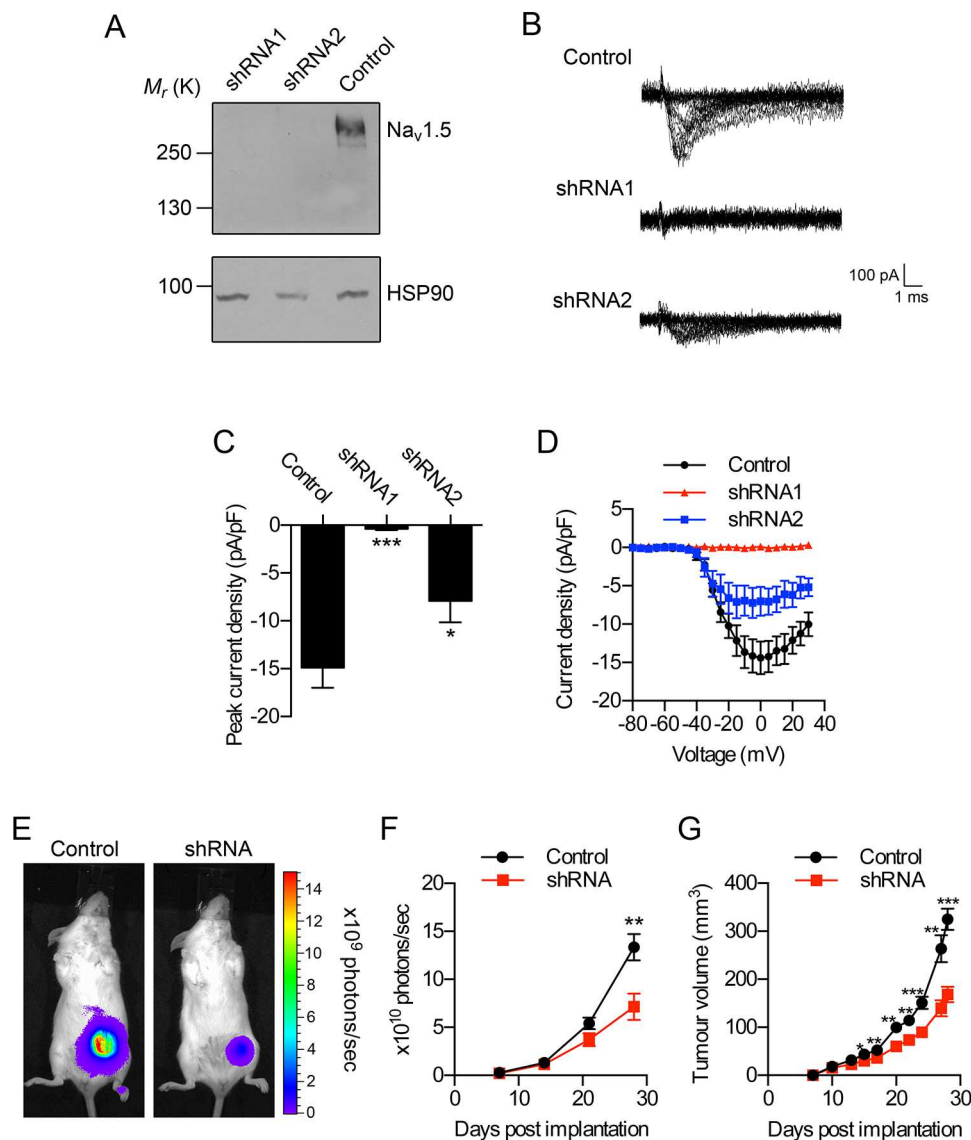 A
shRNA1
shRNA2
Control
Mr (K)
Nav1.5
250
130
100
HSP90
B
Control
shRNA1
shRNA2
100 pA
1 ms
C
Control
shRNA1
shRNA2
Peak current density (pA/pF)
0
-5
-10
-15
-20
***
*
D
Control
shRNA1
shRNA2
Current density (pA/pF)
5
0
-5
-10
-15
-20
-80 -60 -40 -20 0 20 40
Voltage (mV)
E
Control
shRNA
14
12
10
8
6
4
2
0
x10⁹ photons/sec
F
Control
shRNA
x10¹⁰ photons/sec
20
15
10
5
0
**
0 10 20 30
Days post implantation
G
Control
shRNA
Tumour volume (mm³)
400
300
200
100
0
* ** ** ** *** ** ***
0 10 20 30
Days post implantation